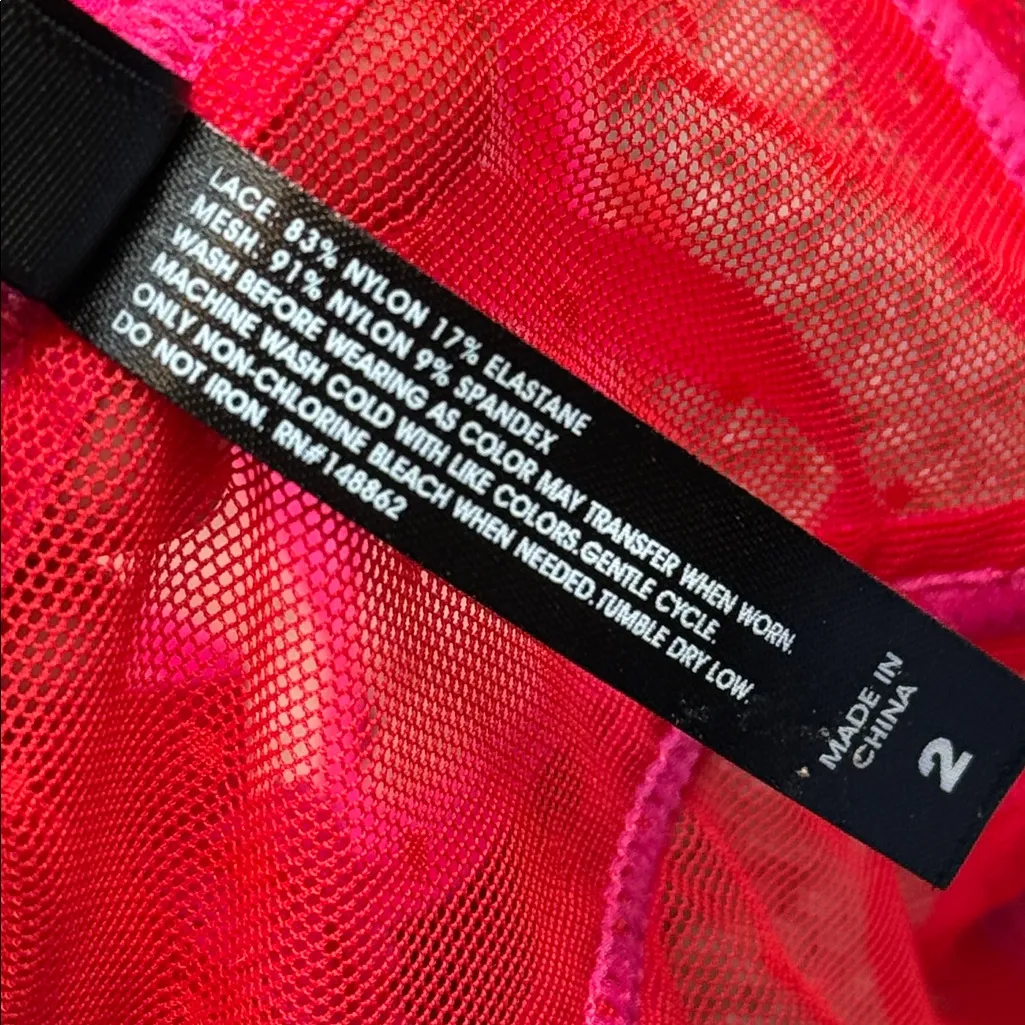 LACE: 83% NYLON 17% ELASTANE
MESH: 91% NYLON 9% SPANDEX
WASH BEFORE WEARING AS COLOR MAY TRANSFER WHEN WORN.
MACHINE WASH COLD WITH LIKE COLORS.GENTLE CYCLE.
ONLY NON-CHLORINE BLEACH WHEN NEEDED.TUMBLE DRY LOW.
DO NOT IRON. RN#148862
MADE IN
CHINA
2